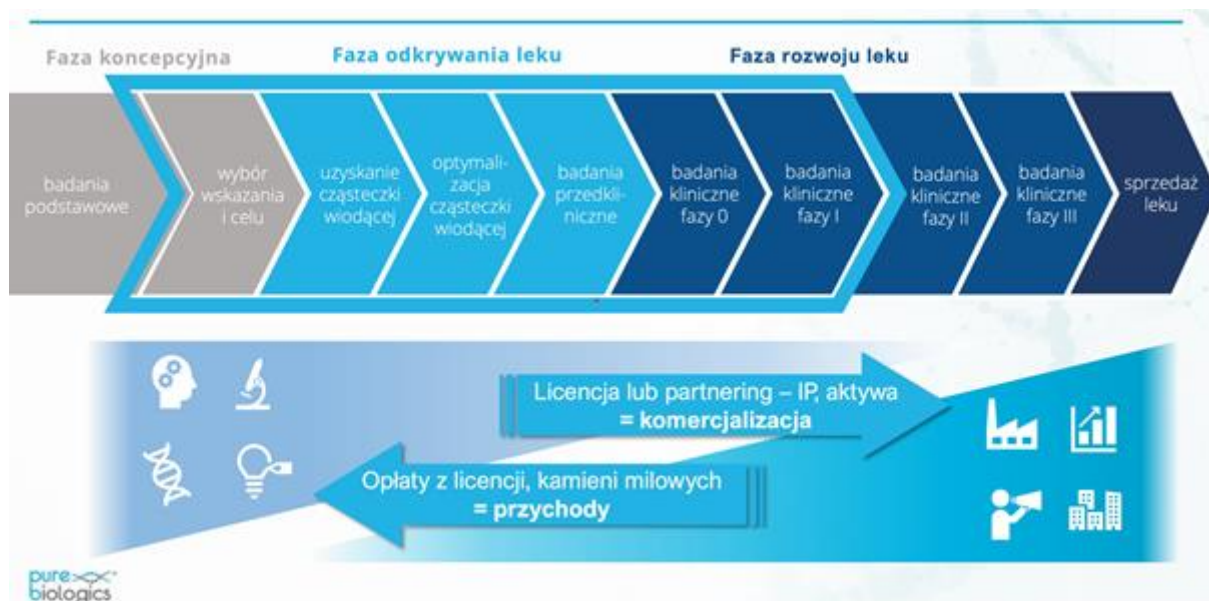 Faza koncepcyjna
Faza odkrywania leku
Faza rozwoju leku
badania
podstawowe
wybór
wskazania
i celu
uzyskanie
cząsteczki
wiodącej
optymali-
zacja
cząsteczki
wiodącej
badania
przedkli-
niczne
badania
kliniczne
fazy 0
badania
kliniczne
fazy I
badania
kliniczne
fazy II
badania
kliniczne
fazy III
sprzedaż
leku
Licencja lub partnering – IP, aktywa
= komercjalizacja
Opłaty z licencji, kamieni milowych
= przychody
pure
biologics